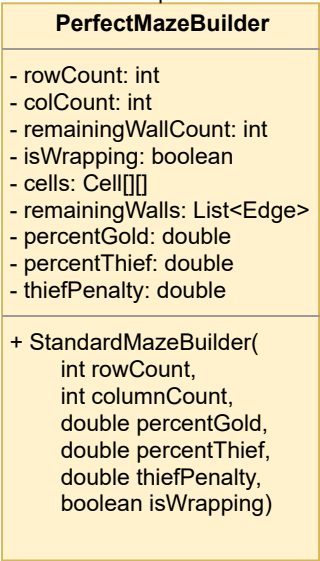 PerfectMazeBuilder
- rowCount: int
- colCount: int
- remainingWallCount: int
- isWrapping: boolean
- cells: Cell[][]
- remainingWalls: List<Edge>
- percentGold: double
- percentThief: double
- thiefPenalty: double
+ StandardMazeBuilder(
int rowCount,
int columnCount,
double percentGold,
double percentThief,
double thiefPenalty,
boolean isWrapping)